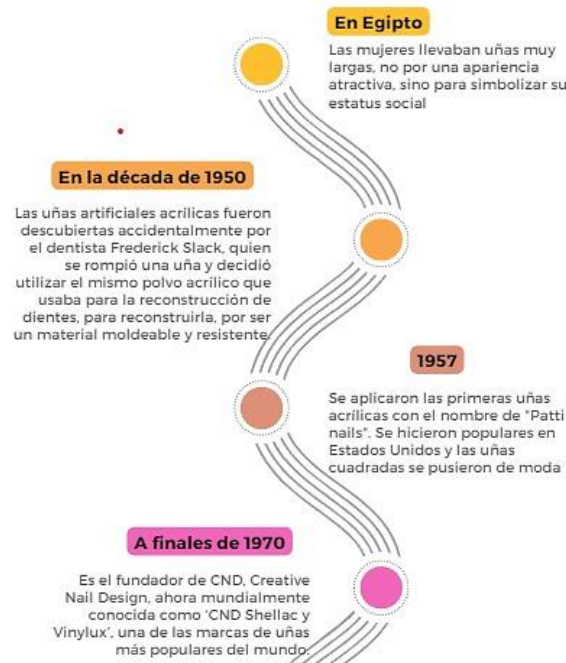 En Egipto
Las mujeres llevaban uñas muy
largas, no por una apariencia
atractiva, sino para simbolizar su
estatus social
En la década de 1950
Las uñas artificiales acrílicas fueron
descubiertas accidentalmente por
el dentista Frederick Slack, quien
se rompió una uña y decidió
utilizar el mismo polvo acrílico que
usaba para la reconstrucción de
dientes, para reconstruirla, por ser
un material moldeable y resistente.
1957
Se aplicaron las primeras uñas
acrílicas con el nombre de "Patti
nails". Se hicieron populares en
Estados Unidos y las uñas
cuadradas se pusieron de moda
A finales de 1970
Es el fundador de CND, Creative
Nail Design, ahora mundialmente
conocida como 'CND Shellac y
Vinylux', una de las marcas de uñas
más populares del mundo.